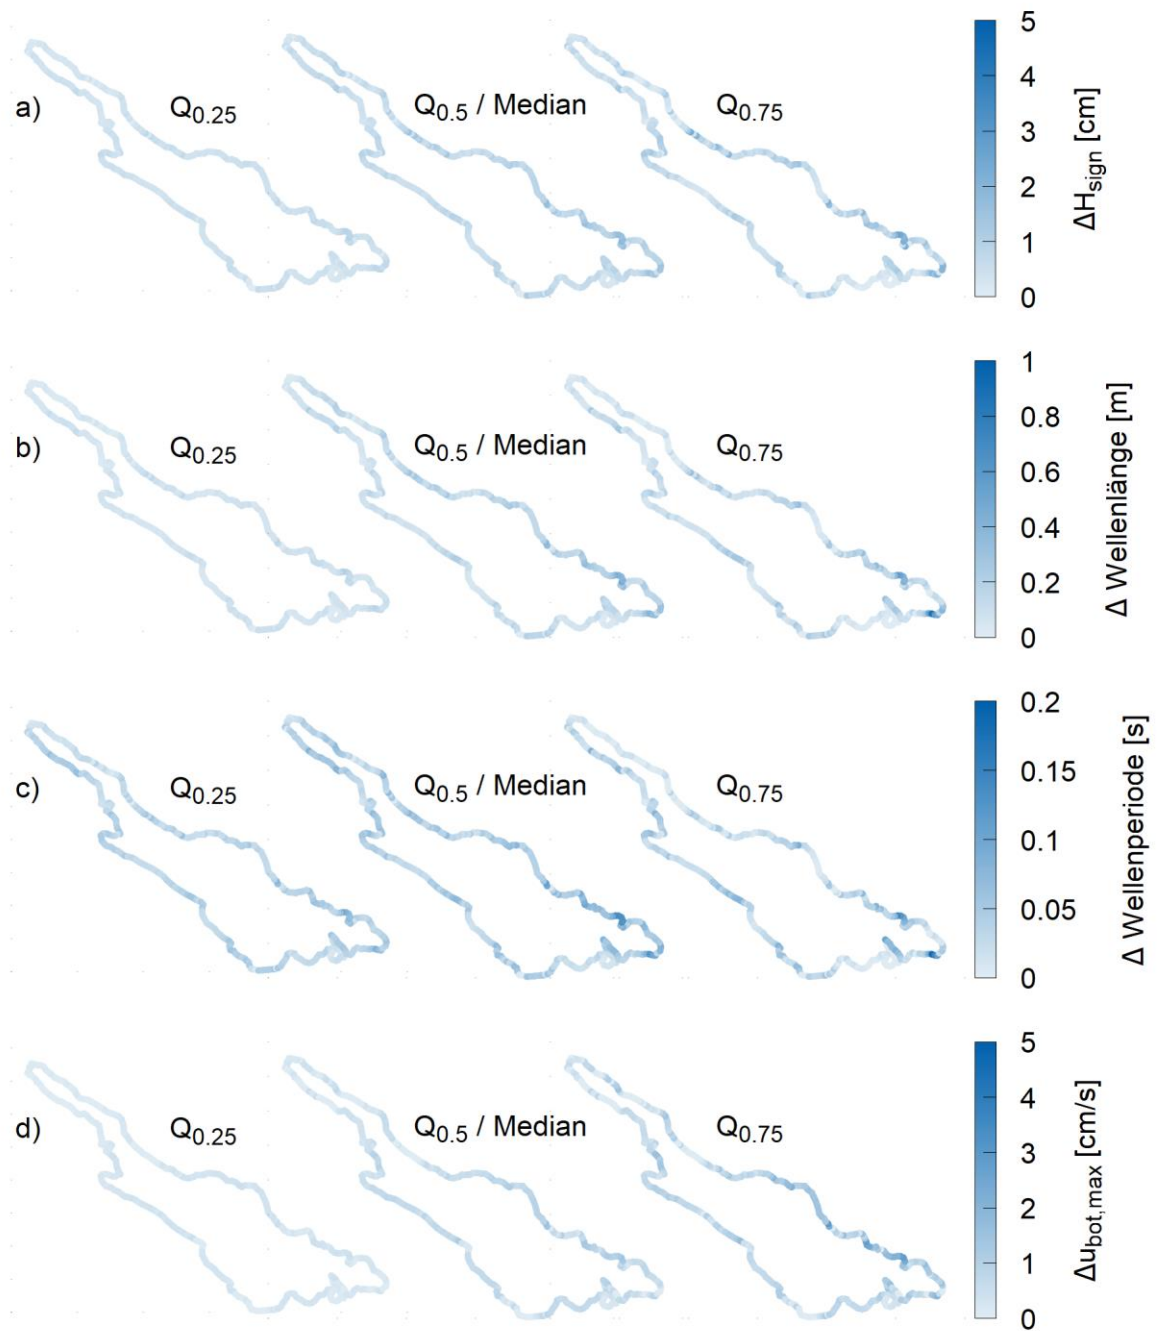 a)
Q0.25
Q0.5 / Median
Q0.75
5
4
3
2
1
0
ΔHsign [cm]
b)
Q0.25
Q0.5 / Median
Q0.75
1
0.8
0.6
0.4
0.2
0
Δ Wellenlänge [m]
c)
Q0.25
Q0.5 / Median
Q0.75
0.2
0.15
0.1
0.05
0
Δ Wellenperiode [s]
d)
Q0.25
Q0.5 / Median
Q0.75
5
4
3
2
1
0
Δubot,max [cm/s]